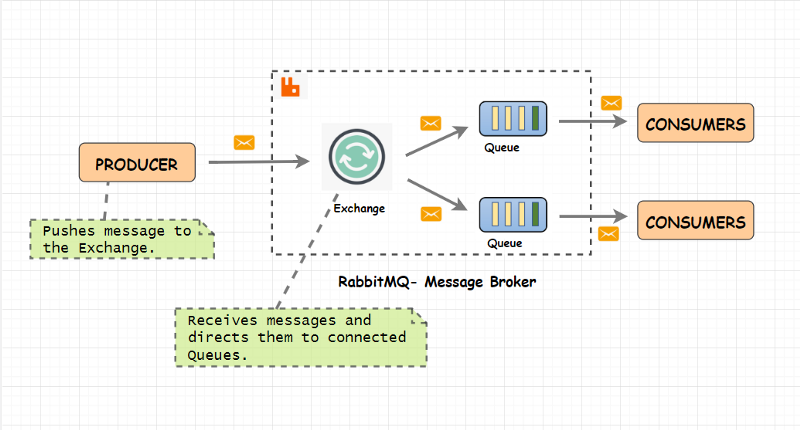 PRODUCER
Pushes message to
the Exchange.
Exchange
Queue
Queue
CONSUMERS
CONSUMERS
RabbitMQ- Message Broker
Receives messages and
directs them to connected
Queues.